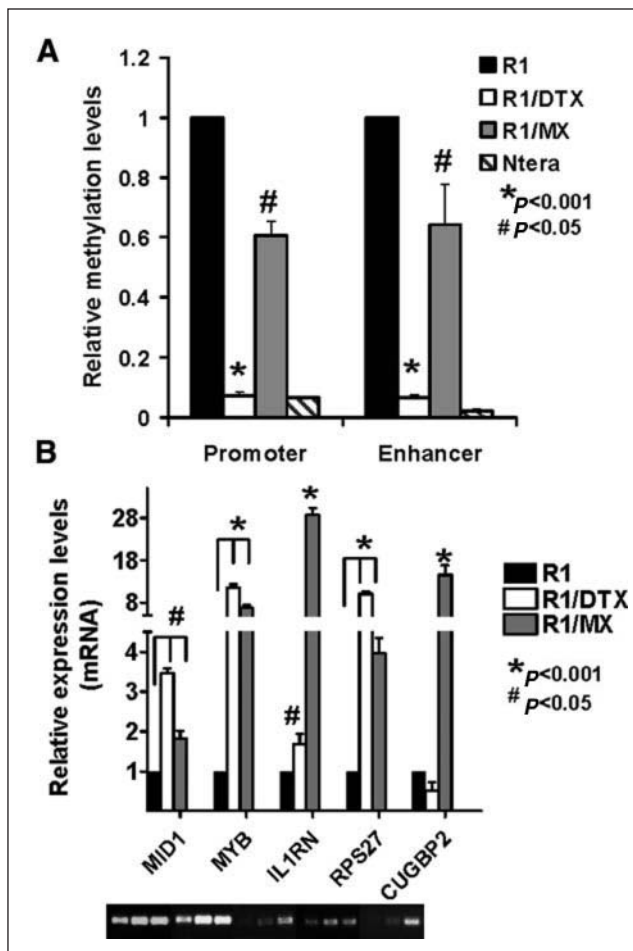 A
R1
R1/DTX
R1/MX
Ntera
*P<0.001
#P<0.05
Relative methylation levels
1.2
1
0.8
0.6
0.4
0.2
0
* # * #
Promoter Enhancer
B
Relative expression levels
(mRNA)
28
18
8
4
3
2
1
# * # * * *
R1
R1/DTX
R1/MX
*P<0.001
#P<0.05
MID1 MYB IL1RN RPS27 CUGBP2